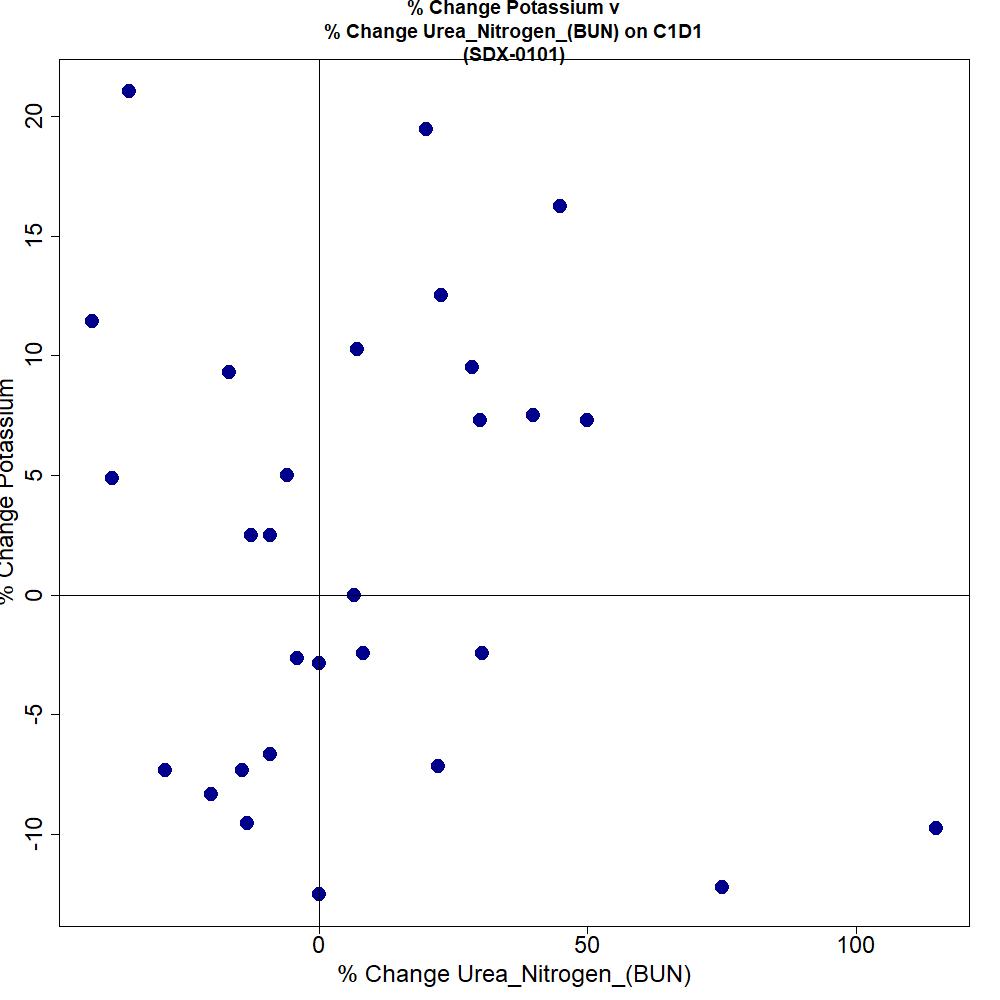 % Change Potassium v
% Change Urea_Nitrogen_(BUN) on C1D1
(SDX-0101)
20
15
10
5
0
-5
-10
% Change Potassium
0 50 100
% Change Urea_Nitrogen_(BUN)